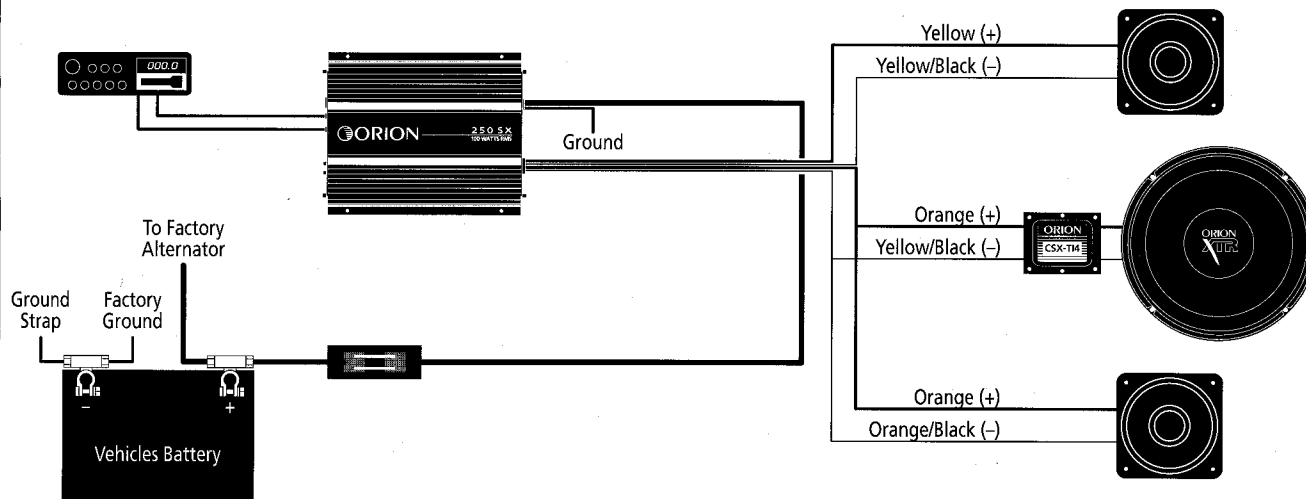 000.0
ORION
250 SX
100 WATTS RMS
Ground
Yellow (+)
Yellow/Black (–)
Orange (+)
Yellow/Black (–)
ORION
CSX-TI4
ORION
XTR
Orange (+)
Orange/Black (–)
To Factory
Alternator
Ground
Strap
Factory
Ground
–
+
Vehicles Battery